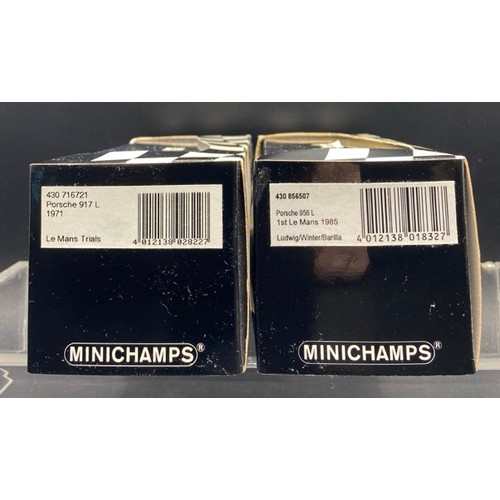 430 716721
Porsche 917 L
1971
Le Mans Trials
4 012138 028227
MINICHAMPS®
430 856507
Porsche 956 L
1st Le Mans 1985
Ludwig/Winter/Barilla
4 012138 018327
MINICHAMPS®